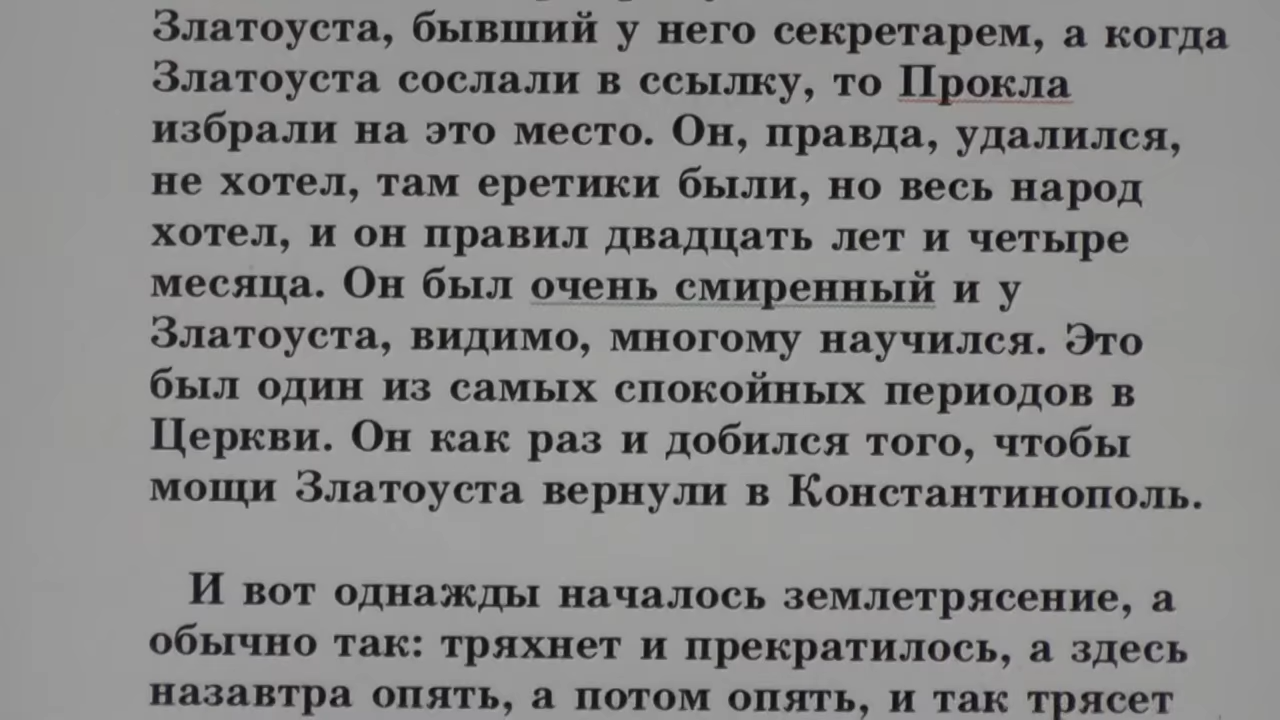 Златоуста, бывший у него секретарем, а когда
Златоуста сослали в ссылку, то Прокла
избрали на это место. Он, правда, удалился,
не хотел, там еретики были, но весь народ
хотел, и он правил двадцать лет и четыре
месяца. Он был очень смиренный и у
Златоуста, видимо, многому научился. Это
был один из самых спокойных периодов в
Церкви. Он как раз и добился того, чтобы
мощи Златоуста вернули в Константинополь.
И вот однажды началось землетрясение, а
обычно так: тряхнет и прекратилось, а здесь
назавтра опять, а потом опять, и так трясет